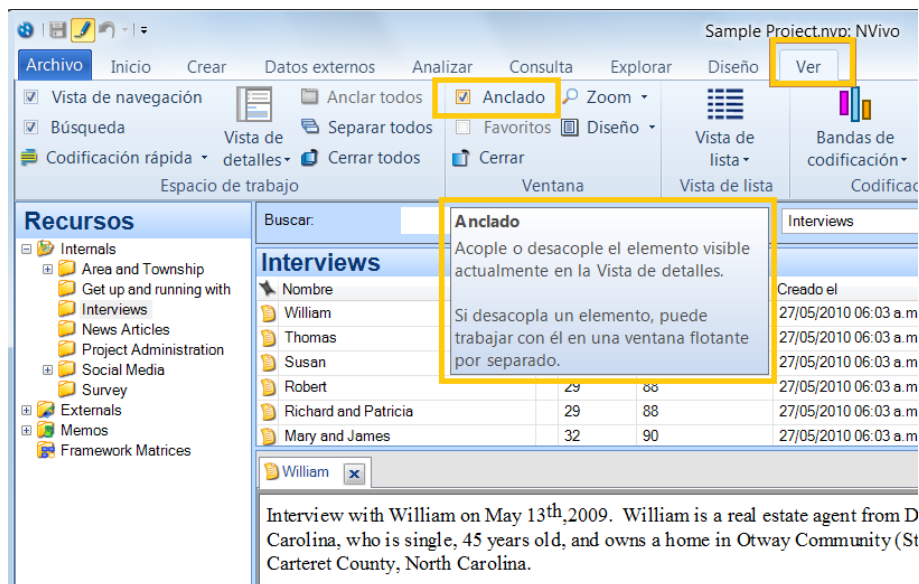 Sample Project.nvp: NVivo
Archivo Inicio Crear Datos externos Analizar Consulta Explorar Diseño Ver
Vista de navegación
Búsqueda
Codificación rápida
Vista de
detalles
Anclar todos
Separar todos
Cerrar todos
Espacio de trabajo
Anclado
Favoritos
Cerrar
Zoom
Diseño
Ventana
Vista de
lista
Vista de lista
Bandas de
codificación
Codificac
Recursos
Internals
Area and Township
Get up and running with
Interviews
News Articles
Project Administration
Social Media
Survey
Externals
Memos
Framework Matrices
Buscar:
Interviews
Anclado
Acople o desacople el elemento visible
actualmente en la Vista de detalles.
Si desacopla un elemento, puede
trabajar con él en una ventana flotante
por separado.
Interviews
Nombre Creado el
William 27/05/2010 06:03 a.m
Thomas 27/05/2010 06:03 a.m
Susan 27/05/2010 06:03 a.m
Robert 29 88 27/05/2010 06:03 a.m
Richard and Patricia 29 88 27/05/2010 06:03 a.m
Mary and James 32 90 27/05/2010 06:03 a.m
William
Interview with William on May 13th,2009. William is a real estate agent from D
Carolina, who is single, 45 years old, and owns a home in Otway Community (St
Carteret County, North Carolina.